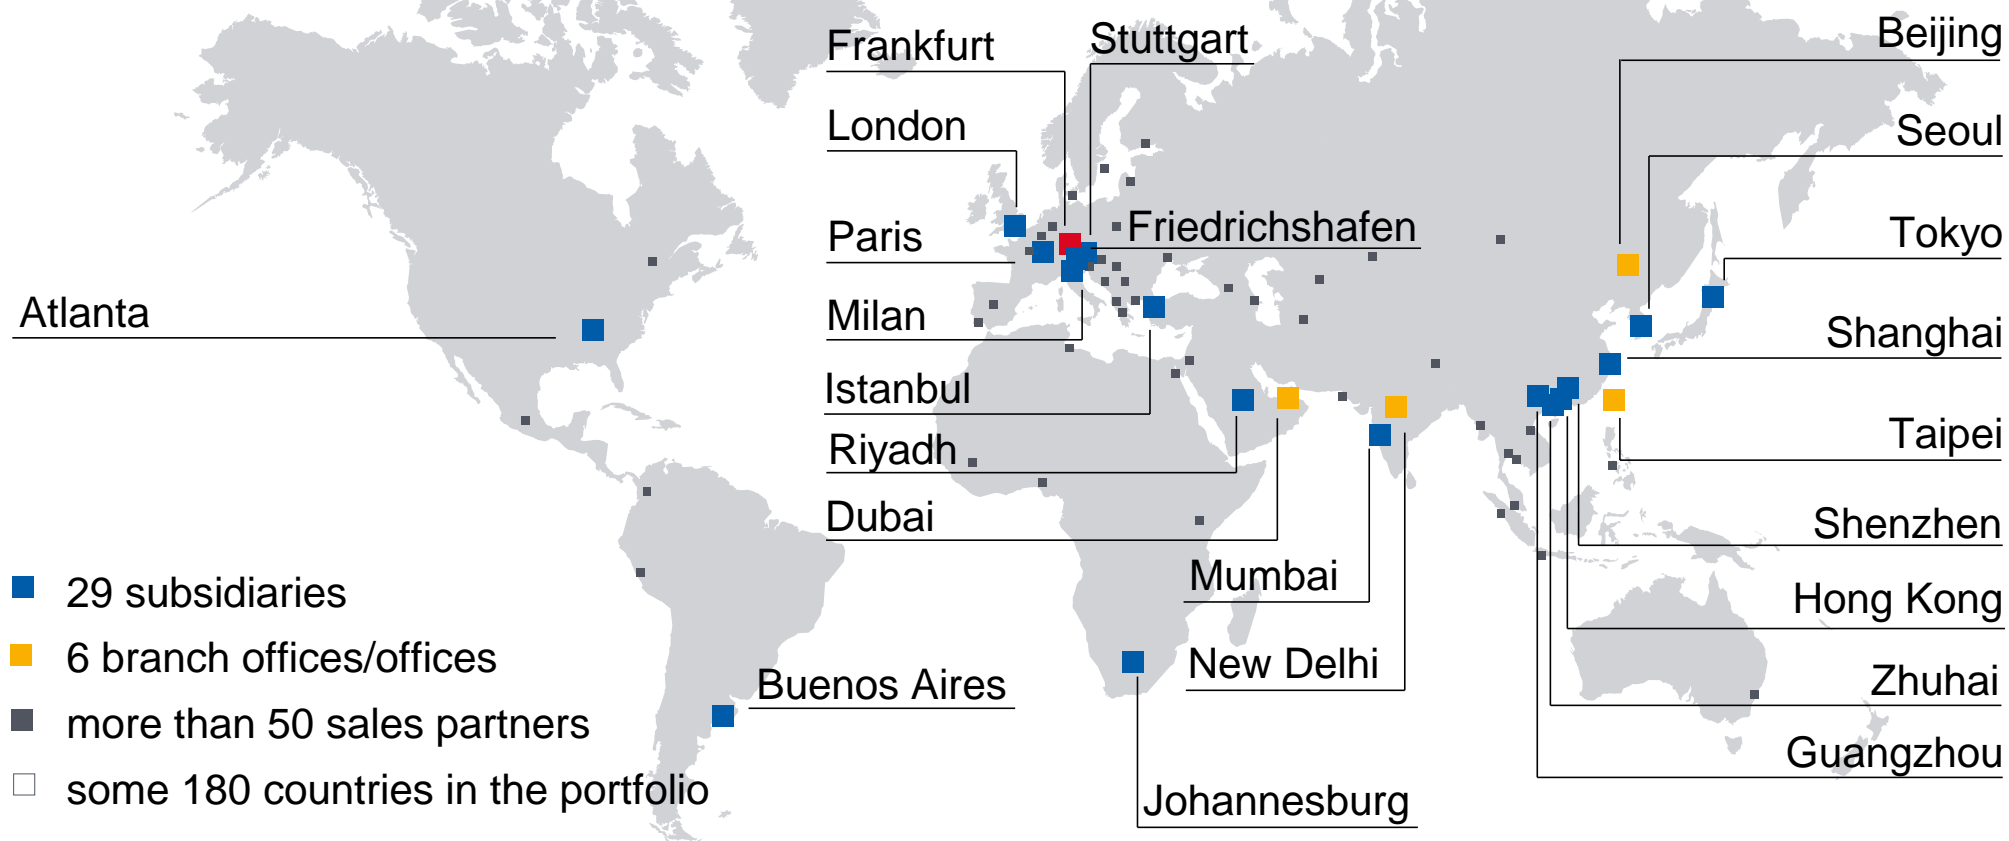 Frankfurt
Stuttgart
Beijing
London
Seoul
Paris
Friedrichshafen
Tokyo
Atlanta
Milan
Shanghai
Istanbul
Riyadh
Taipei
Dubai
Shenzhen
Mumbai
29 subsidiaries
Hong Kong
6 branch offices/offices
New Delhi
Buenos Aires
Zhuhai
more than 50 sales partners
Guangzhou
some 180 countries in the portfolio
Johannesburg